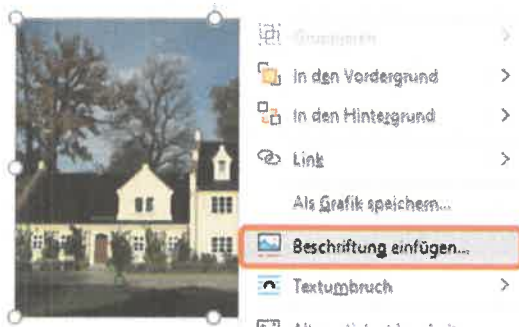 Gruppieren
In den Vordergrund
In den Hintergrund
Link
Als Grafik speichern...
Beschriftung einfügen...
Textumbruch